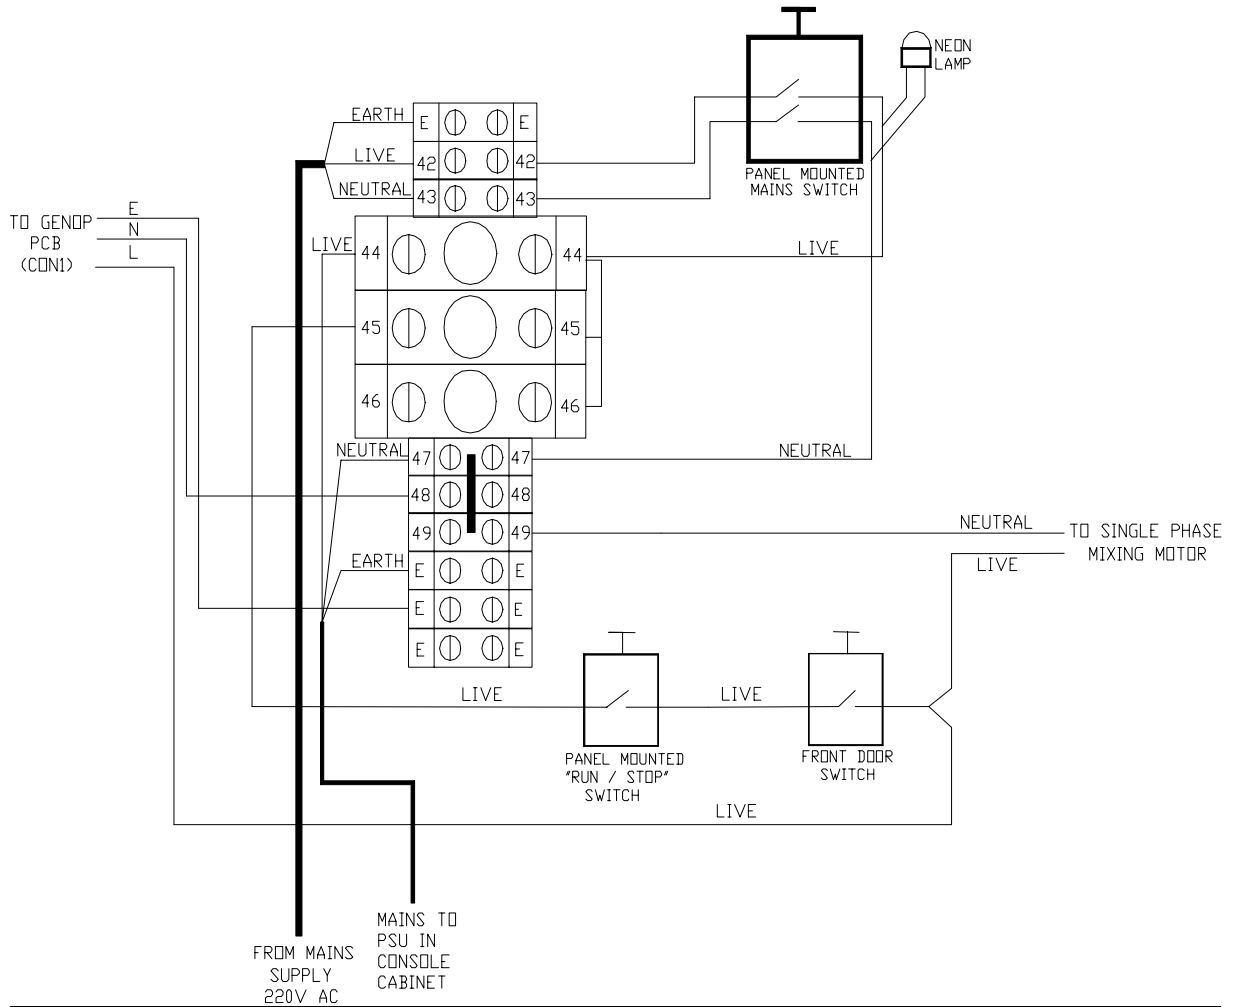 NEON
LAMP
EARTH
E
E
LIVE
42
42
NEUTRAL
43
43
PANEL MOUNTED
MAINS SWITCH
TO GENOP
PCB
(CON1)
E
N
L
LIVE
44
44
LIVE
45
45
46
46
NEUTRAL
47
47
NEUTRAL
48
48
49
49
NEUTRAL
TO SINGLE PHASE
MIXING MOTOR
LIVE
EARTH
E
E
E
E
E
E
LIVE
LIVE
PANEL MOUNTED
"RUN / STOP"
SWITCH
FRONT DOOR
SWITCH
LIVE
MAINS TO
PSU IN
CONSOLE
CABINET
FROM MAINS
SUPPLY
220V AC